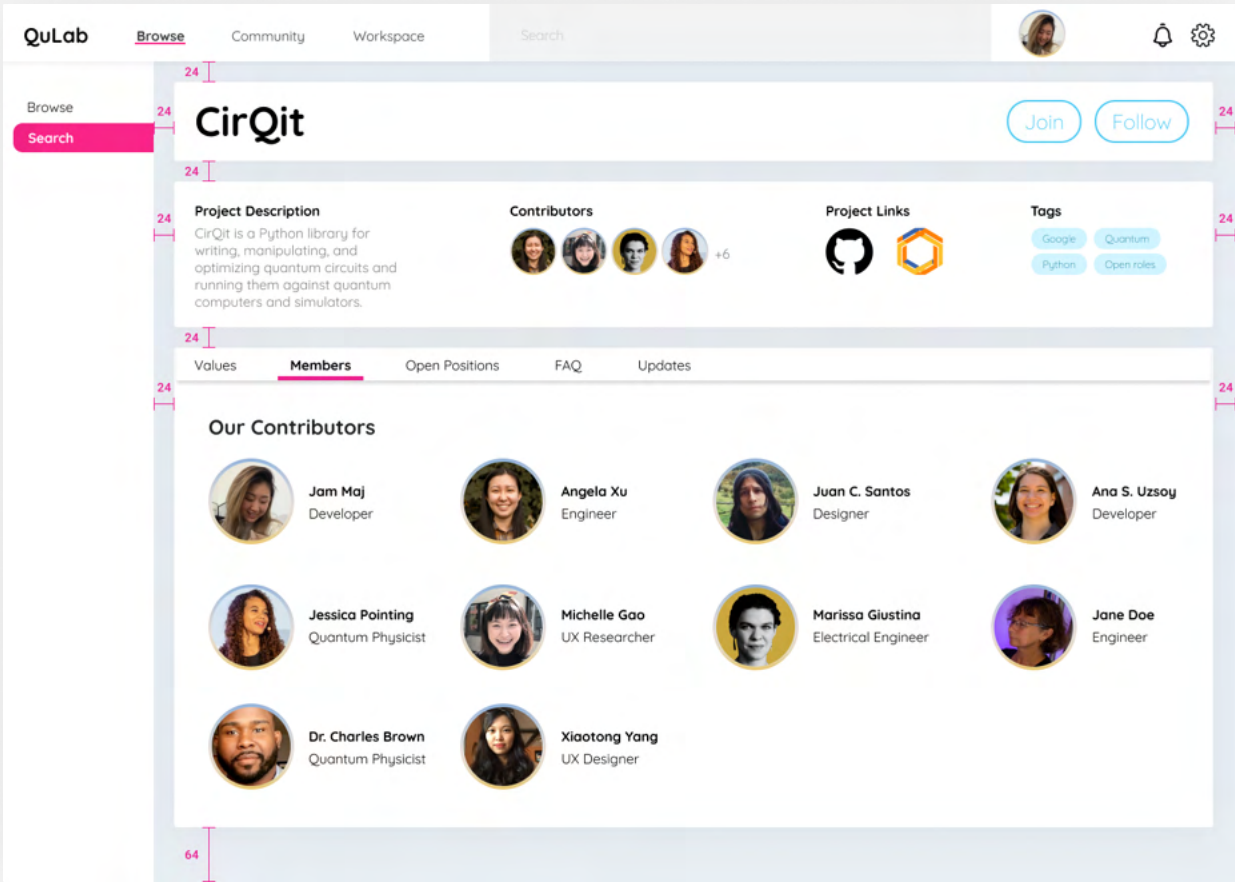 QuLab
Browse
Community
Workspace
Search
24
Browse
Search
24
CirQit
Join
Follow
24
24
24
Project Description
CirQit is a Python library for
writing, manipulating, and
optimizing quantum circuits and
running them against quantum
computers and simulators.
Contributors
+6
Project Links
Tags
Google
Quantum
Python
Open roles
24
24
Values
Members
Open Positions
FAQ
Updates
24
24
Our Contributors
Jam Maj
Developer
Angela Xu
Engineer
Juan C. Santos
Designer
Ana S. Uzsoy
Developer
Jessica Pointing
Quantum Physicist
Michelle Gao
UX Researcher
Marissa Giustina
Electrical Engineer
Jane Doe
Engineer
Dr. Charles Brown
Quantum Physicist
Xiaotong Yang
UX Designer
64